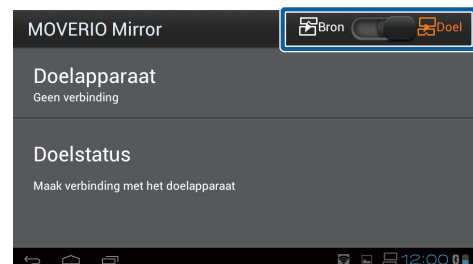 MOVERIO Mirror
Bron Doel
Doelapparaat
Geen verbinding
Doelstatus
Maak verbinding met het doelapparaat
12:00